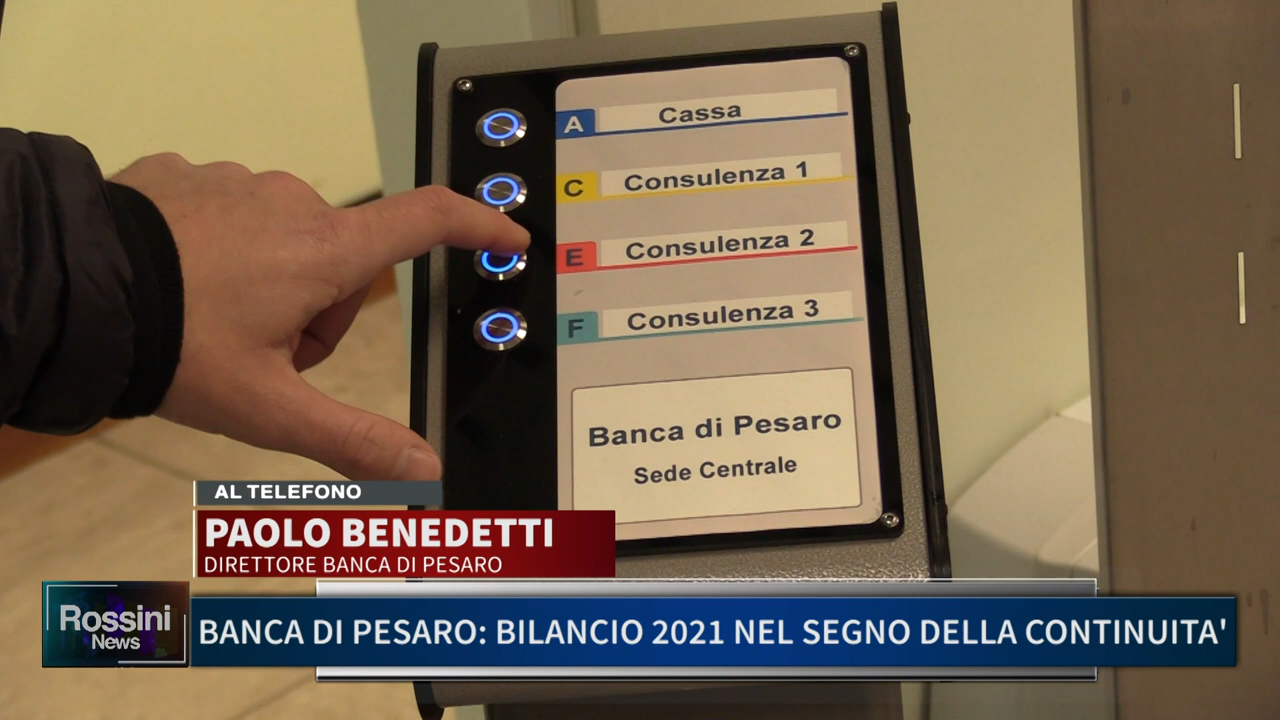 A Cassa
C Consulenza 1
E Consulenza 2
F Consulenza 3
Banca di Pesaro
Sede Centrale
AL TELEFONO
PAOLO BENEDETTI
DIRETTORE BANCA DI PESARO
Rossini
News
BANCA DI PESARO: BILANCIO 2021 NEL SEGNO DELLA CONTINUITA'